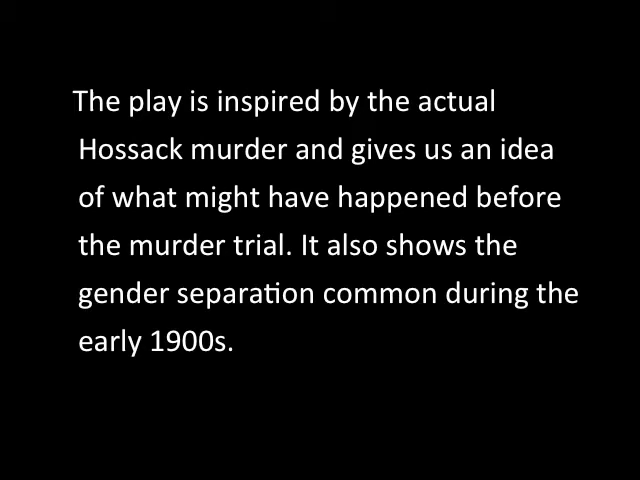 The play is inspired by the actual
Hossack murder and gives us an idea
of what might have happened before
the murder trial. It also shows the
gender separation common during the
early 1900s.